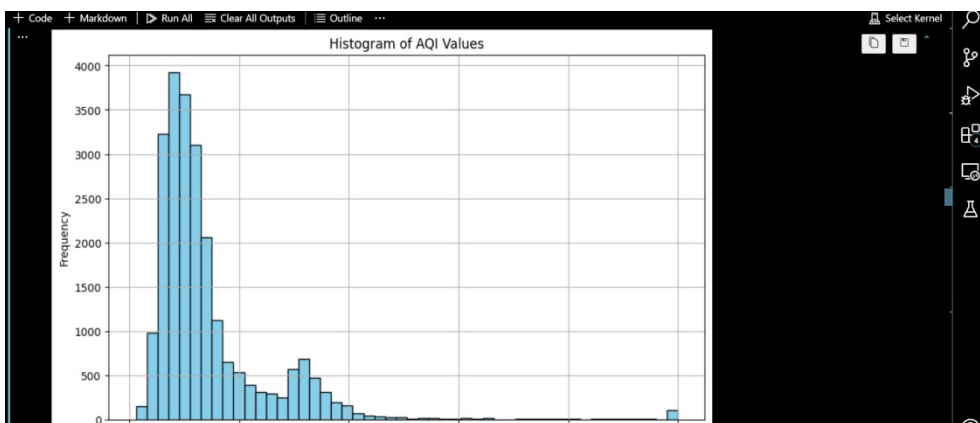 + Code + Markdown | Run All Clear All Outputs | Outline ...
Select Kernel
...
Histogram of AQI Values
4000
3500
3000
2500
2000
1500
1000
500
0
Frequency
4